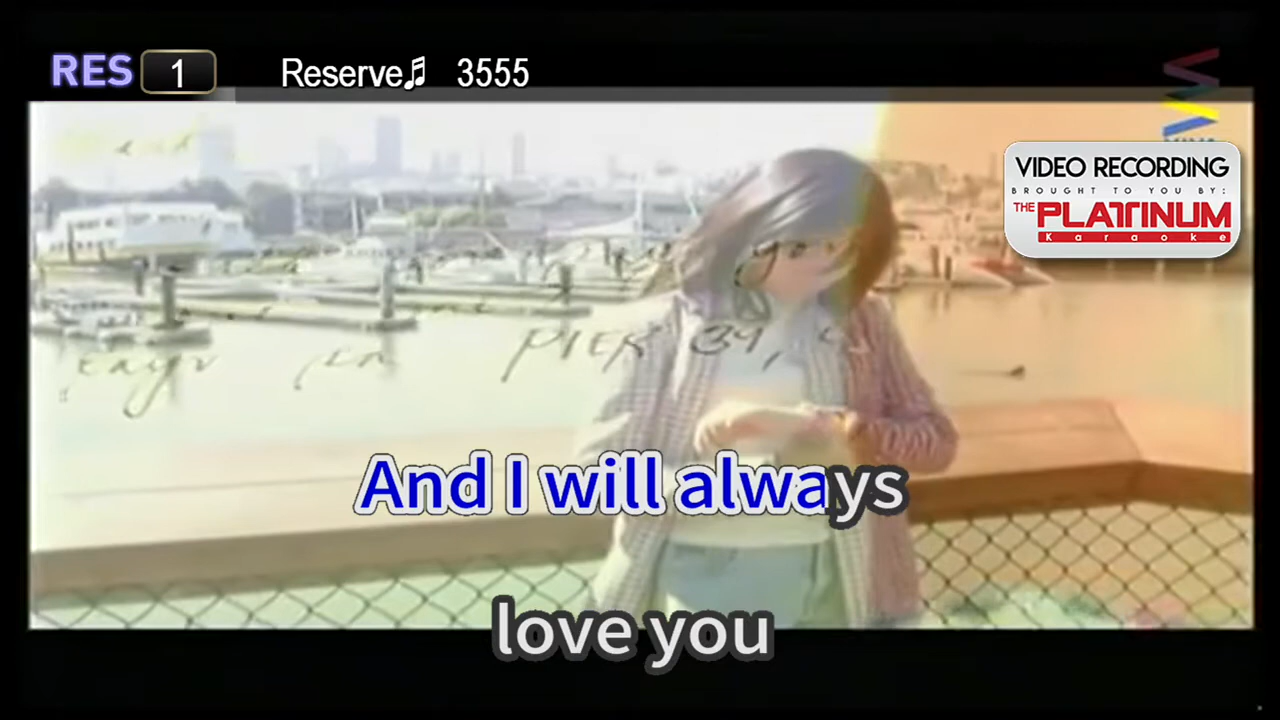 RES 1 Reserve♫ 3555
VIDEO RECORDING
BROUGHT TO YOU BY:
THE PLATINUM
Karaoke
PIER 39,
And I will always
love you